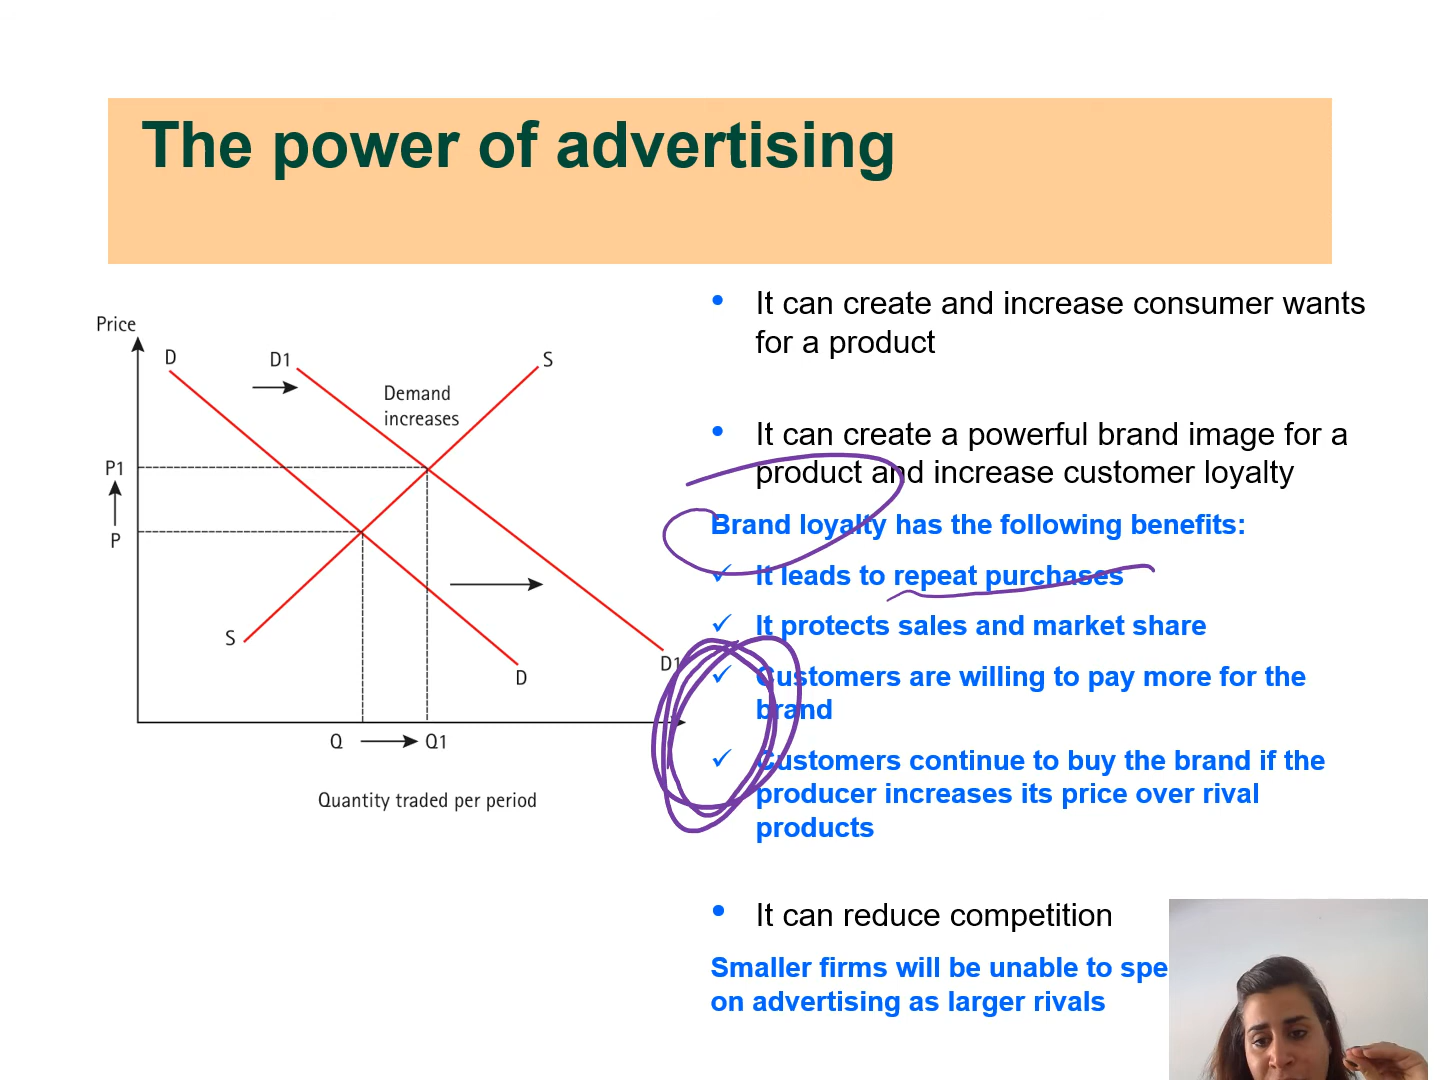 The power of advertising
Price
D
D1
S
Demand
increases
P1
P
S
D1
D
Q
Q1
Quantity traded per period
• It can create and increase consumer wants
for a product
• It can create a powerful brand image for a
product and increase customer loyalty
Brand loyalty has the following benefits:
✓ It leads to repeat purchases
✓ It protects sales and market share
✓ Customers are willing to pay more for the
brand
✓ Customers continue to buy the brand if the
producer increases its price over rival
products
• It can reduce competition
Smaller firms will be unable to spe
on advertising as larger rivals